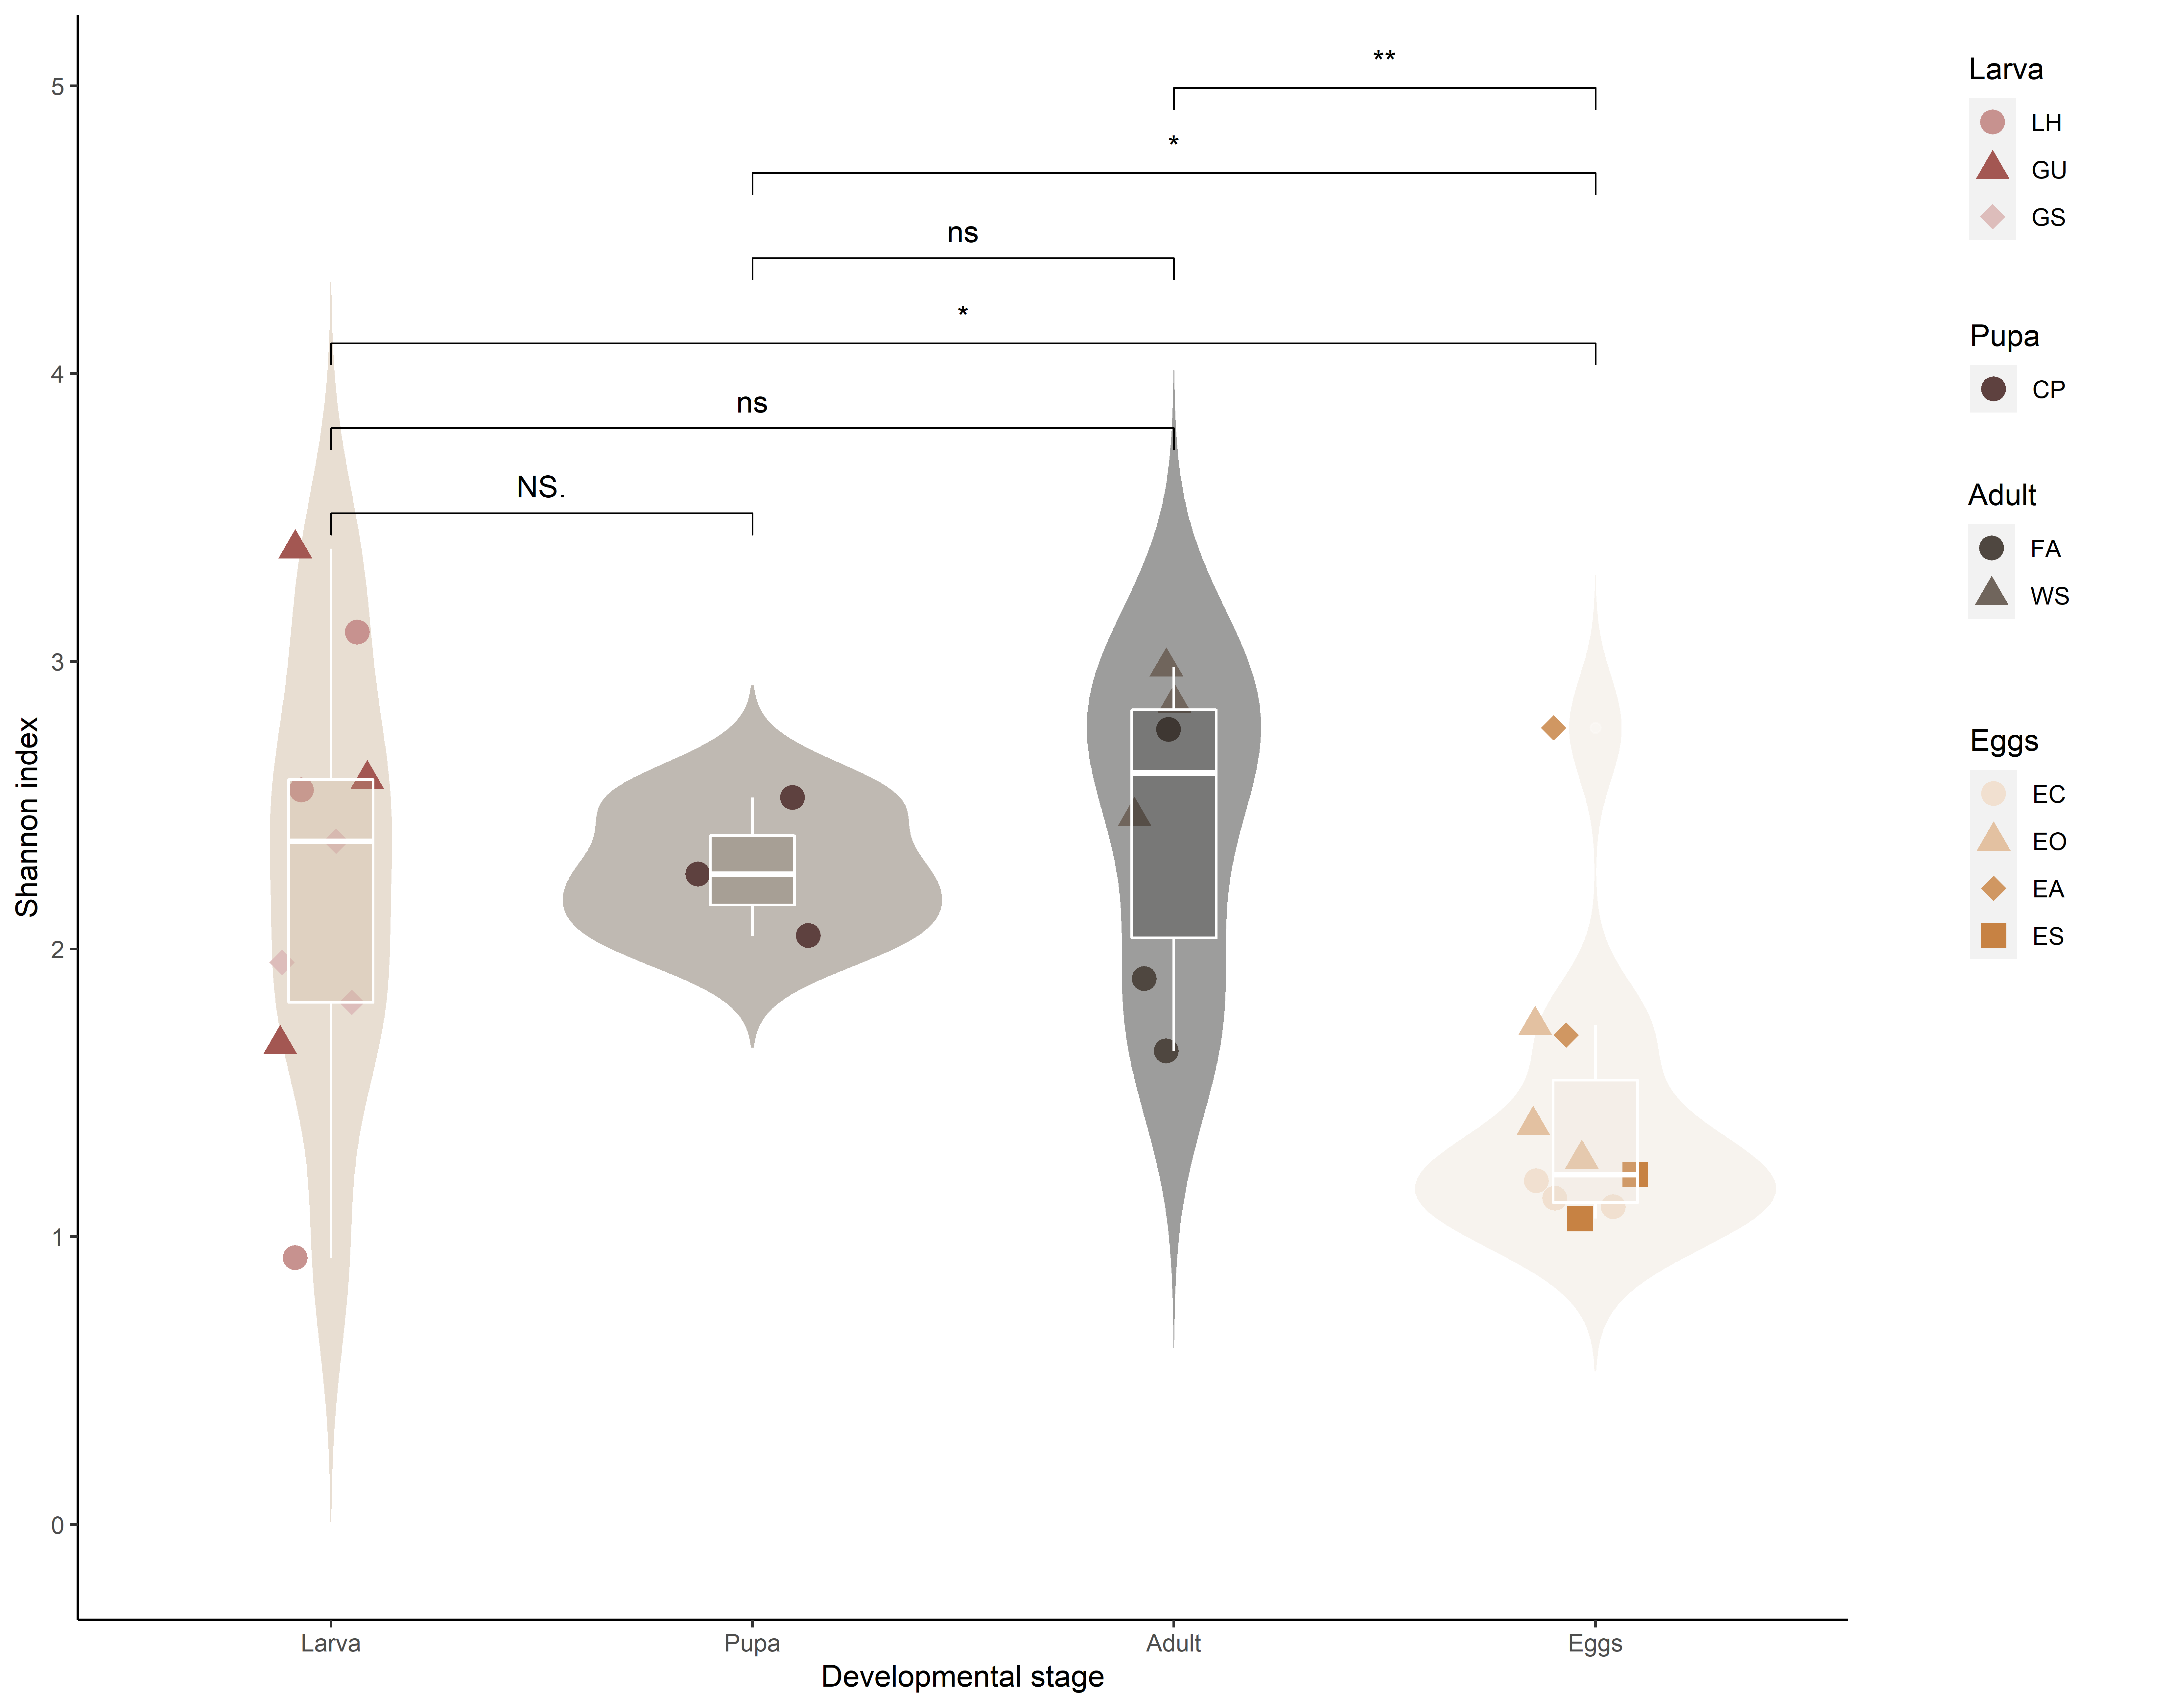 **
*
ns
*
ns
NS.
5
4
3
2
1
0
Shannon index
Larva
Pupa
Adult
Eggs
Developmental stage
Larva
LH
GU
GS
Pupa
CP
Adult
FA
WS
Eggs
EC
EO
EA
ES